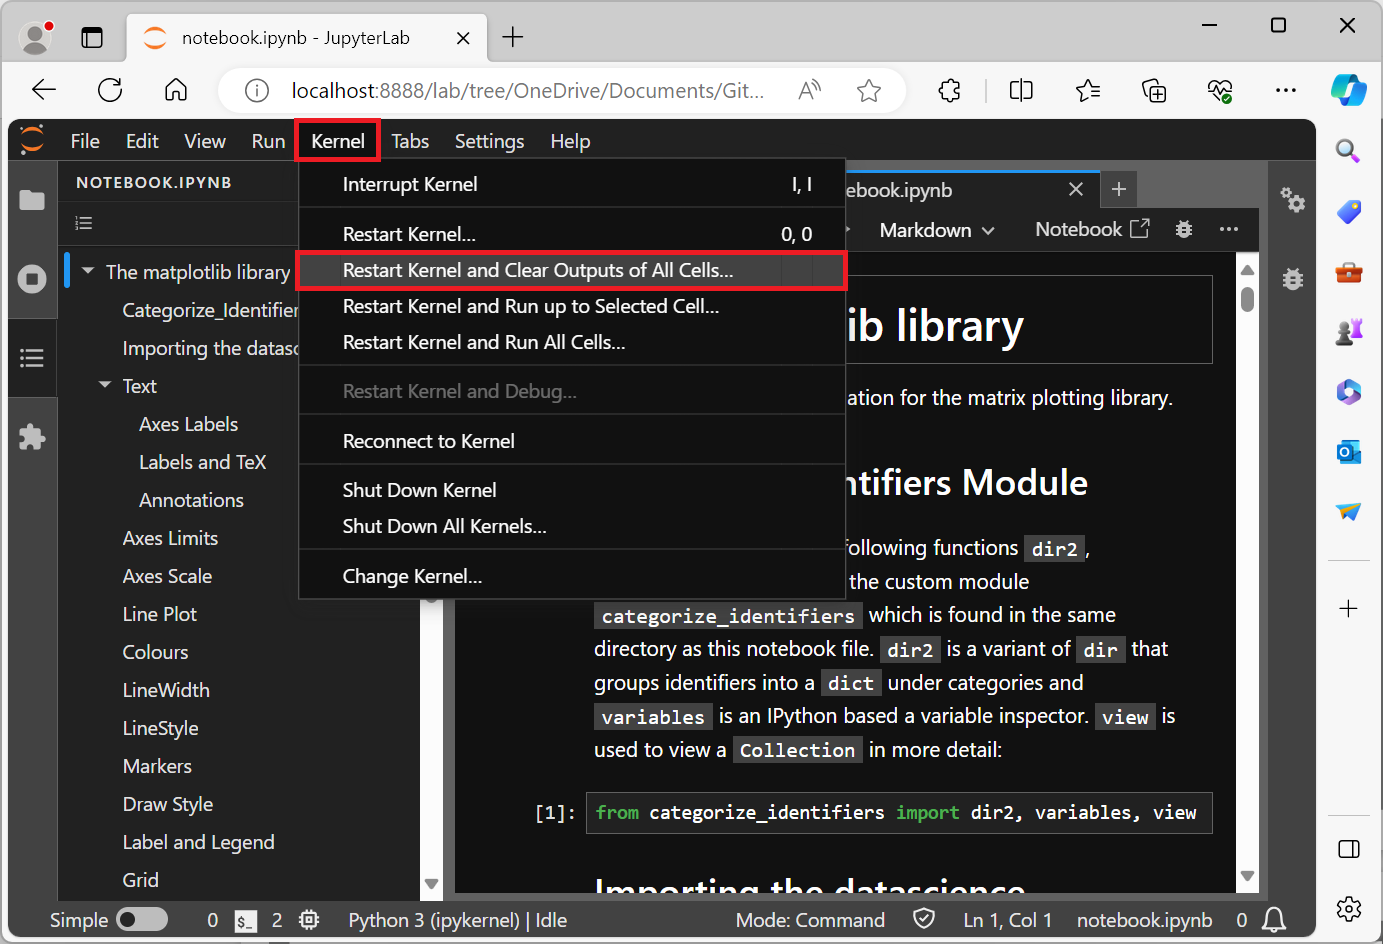 notebook.ipynb - JupyterLab
localhost:8888/lab/tree/OneDrive/Documents/Git...
File Edit View Run Kernel Tabs Settings Help
NOTEBOOK.IPYNB
The matplotlib library
Categorize_Identifier
Importing the datasc
Text
Axes Labels
Labels and TeX
Annotations
Axes Limits
Axes Scale
Line Plot
Colours
LineWidth
LineStyle
Markers
Draw Style
Label and Legend
Grid
Interrupt Kernel I, I
Restart Kernel... 0, 0
Restart Kernel and Clear Outputs of All Cells...
Restart Kernel and Run up to Selected Cell...
Restart Kernel and Run All Cells...
Restart Kernel and Debug...
Reconnect to Kernel
Shut Down Kernel
Shut Down All Kernels...
Change Kernel...
ebook.ipynb
Markdown Notebook
ib library
ation for the matrix plotting library.
ntifiers Module
following functions dir2,
the custom module
categorize_identifiers which is found in the same
directory as this notebook file. dir2 is a variant of dir that
groups identifiers into a dict under categories and
variables is an IPython based a variable inspector. view is
used to view a Collection in more detail:
[1]: from categorize_identifiers import dir2, variables, view
Importing the datascience
Simple 0 $_ 2 Python 3 (ipykernel) | Idle Mode: Command Ln 1, Col 1 notebook.ipynb 0